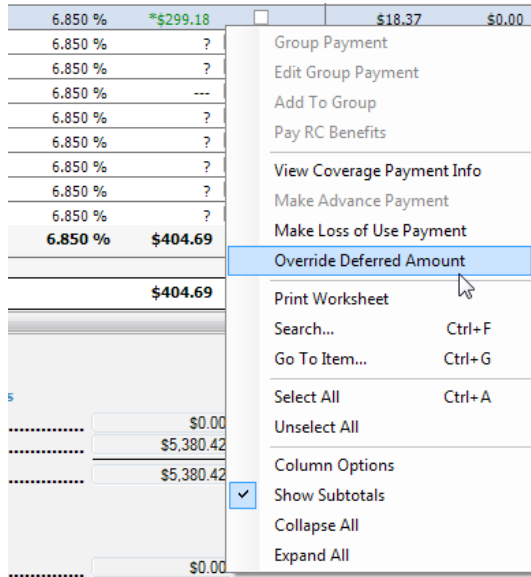 6.850 % *$299.18 $18.37 $0.00
6.850 % ?
6.850 % ?
6.850 % ---
6.850 % ?
6.850 % ?
6.850 % ?
6.850 % ?
6.850 % ?
6.850 % $404.69
$404.69
s
$0.00
$5,380.42
$5,380.42
$0.00
Group Payment
Edit Group Payment
Add To Group
Pay RC Benefits
View Coverage Payment Info
Make Advance Payment
Make Loss of Use Payment
Override Deferred Amount
Print Worksheet
Search... Ctrl+F
Go To Item... Ctrl+G
Select All Ctrl+A
Unselect All
Column Options
Show Subtotals
Collapse All
Expand All